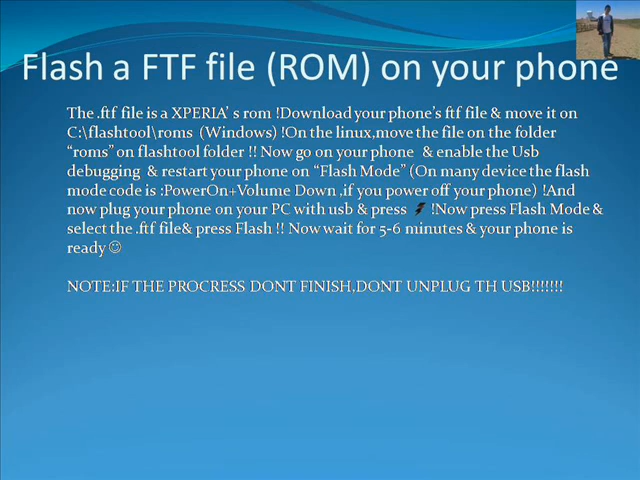 Flash a FTF file (ROM) on your phone
The .ftf file is a XPERIA' s rom !Download your phone's ftf file & move it on
C:\flashtool\roms (Windows) !On the linux,move the file on the folder
“roms” on flashtool folder !! Now go on your phone & enable the Usb
debugging & restart your phone on “Flash Mode” (On many device the flash
mode code is :PowerOn+Volume Down ,if you power off your phone) !And
now plug your phone on your PC with usb & press !Now press Flash Mode &
select the .ftf file& press Flash !! Now wait for 5-6 minutes & your phone is
ready☺
NOTE:IF THE PROCRESS DONT FINISH,DONT UNPLUG TH USB!!!!!!!